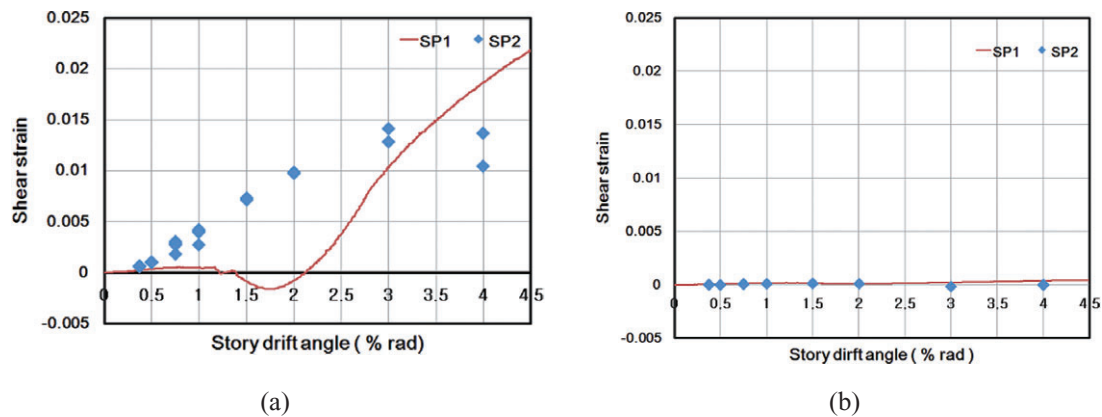 SP1 SP2
0.025
0.02
0.015
0.01
0.005
0
-0.005
0 0.5 1 1.5 2 2.5 3 3.5 4 4.5
Shear strain
Story drift angle ( % rad)
(a)
SP1 SP2
0.025
0.02
0.015
0.01
0.005
0
-0.005
0 0.5 1 1.5 2 2.5 3 3.5 4 4.5
Shear strain
Story dirft angle ( % rad)
(b)